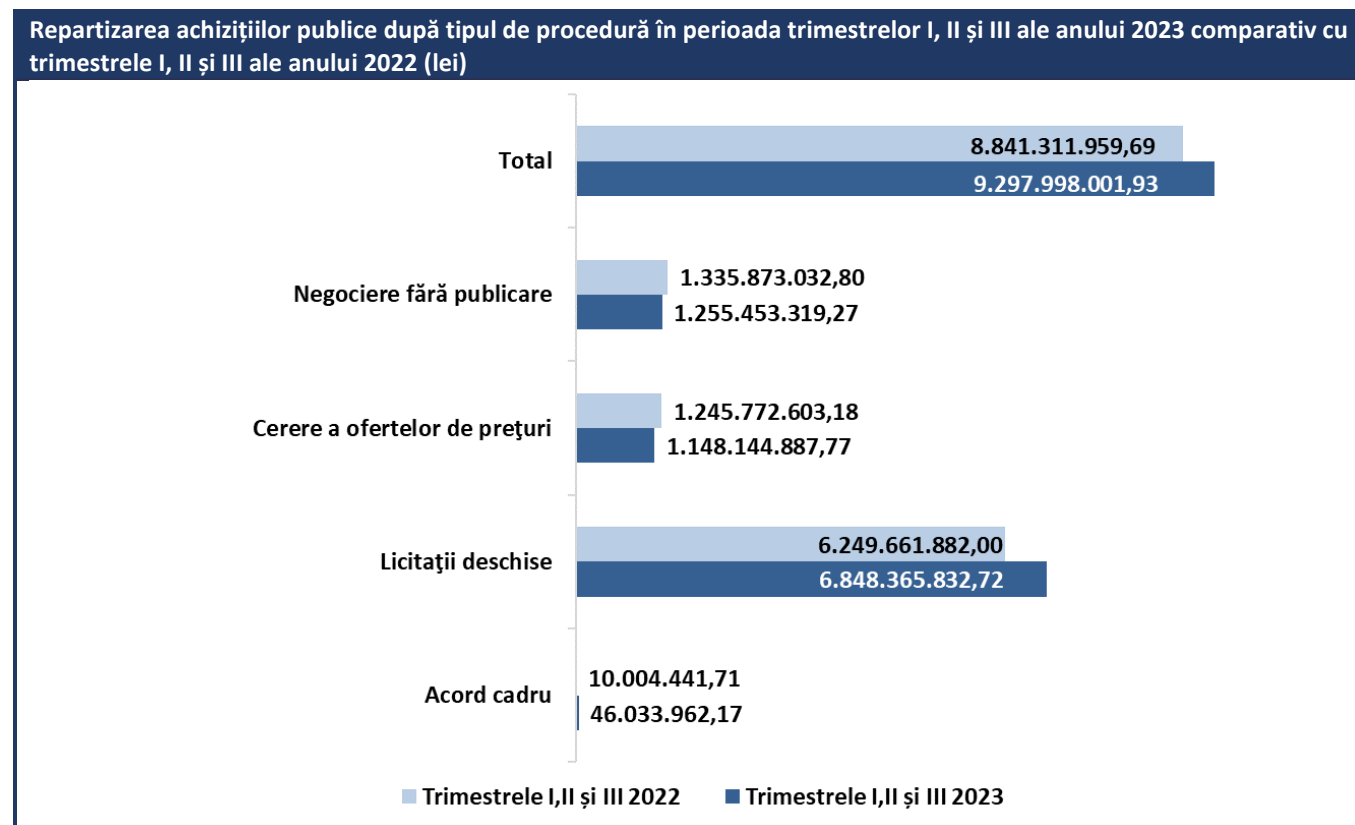 Repartizarea achizițiilor publice după tipul de procedură în perioada trimestrelor I, II și III ale anului 2023 comparativ cu
trimestrele I, II și III ale anului 2022 (lei)
Total
8.841.311.959,69
9.297.998.001,93
Negociere fără publicare
1.335.873.032,80
1.255.453.319,27
Cerere a ofertelor de preţuri
1.245.772.603,18
1.148.144.887,77
Licitaţii deschise
6.249.661.882,00
6.848.365.832,72
Acord cadru
10.004.441,71
46.033.962,17
Trimestrele I,II și III 2022 Trimestrele I,II și III 2023